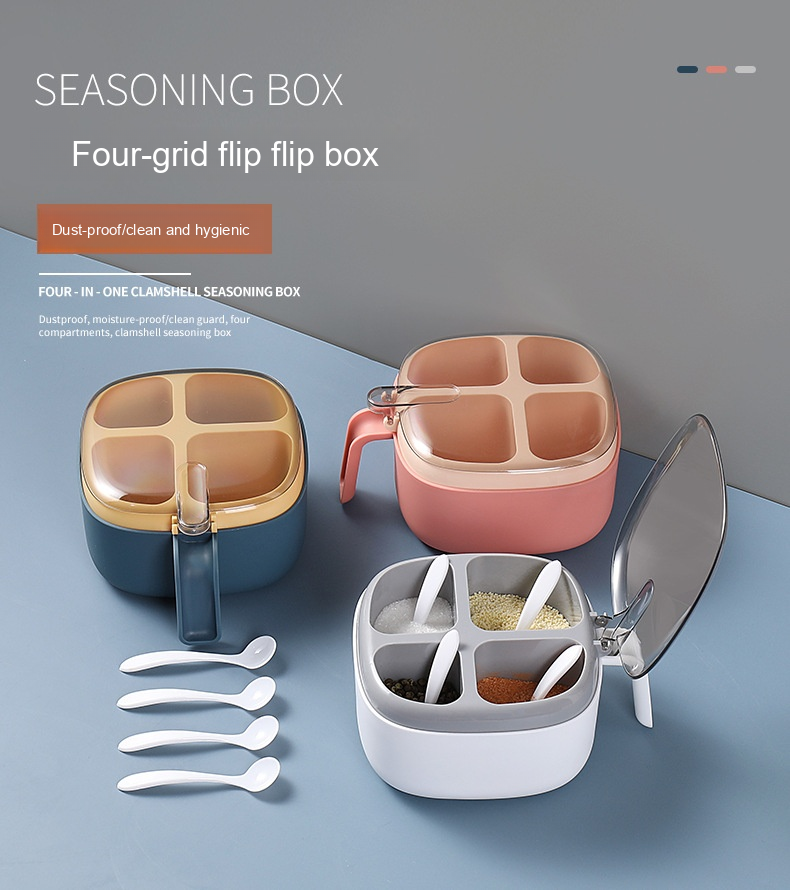 SEASONING BOX
Four-grid flip flip box
Dust-proof/clean and hygienic
FOUR - IN - ONE CLAMSHELL SEASONING BOX
Dustproof, moisture-proof/clean guard, four
compartments, clamshell seasoning box